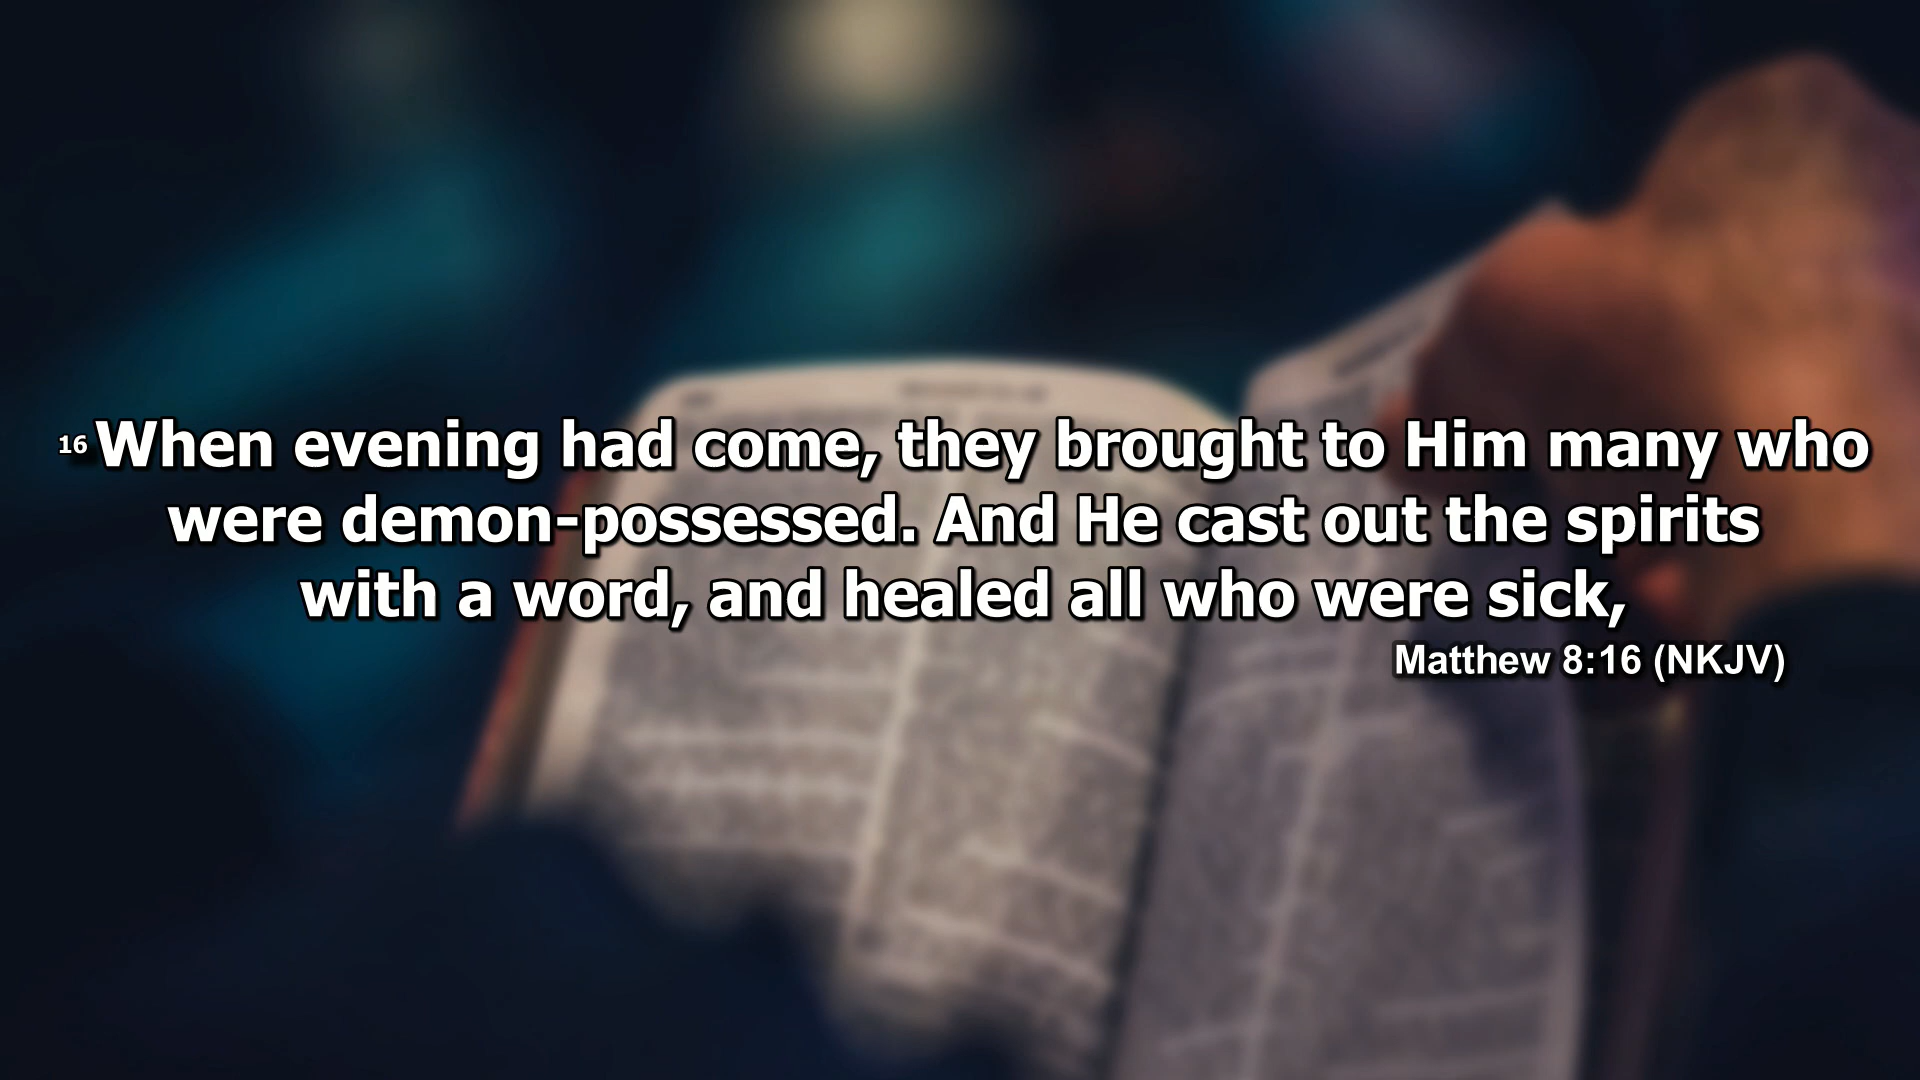 16 When evening had come, they brought to Him many who
were demon-possessed. And He cast out the spirits
with a word, and healed all who were sick,
Matthew 8:16 (NKJV)